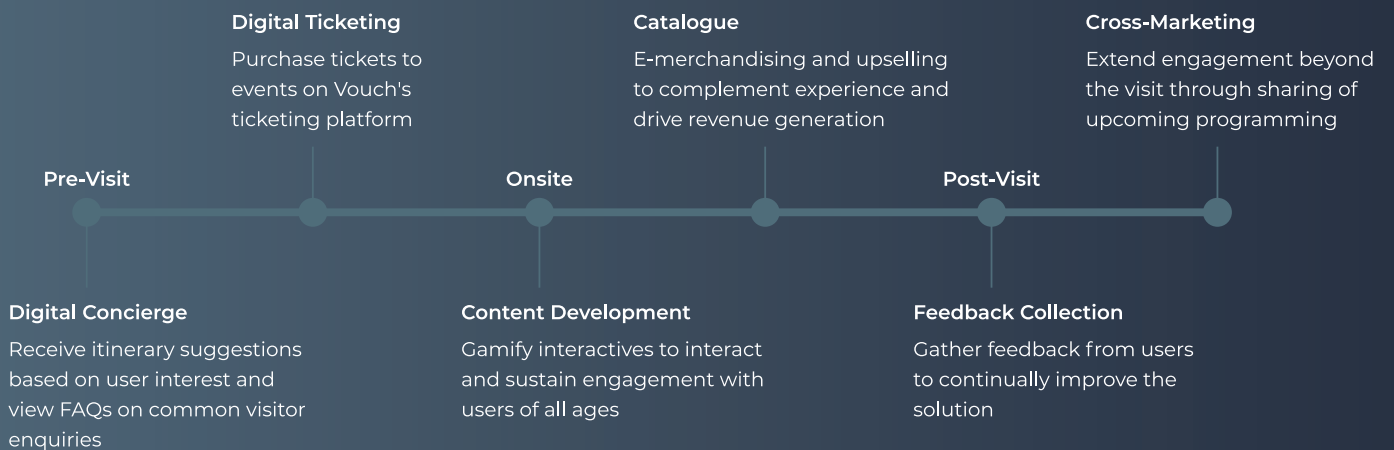 Digital Ticketing
Purchase tickets to
events on Vouch's
ticketing platform
Catalogue
E-merchandising and upselling
to complement experience and
drive revenue generation
Cross-Marketing
Extend engagement beyond
the visit through sharing of
upcoming programming
Pre-Visit
Onsite
Post-Visit
Digital Concierge
Receive itinerary suggestions
based on user interest and
view FAQs on common visitor
enquiries
Content Development
Gamify interactives to interact
and sustain engagement with
users of all ages
Feedback Collection
Gather feedback from users
to continually improve the
solution